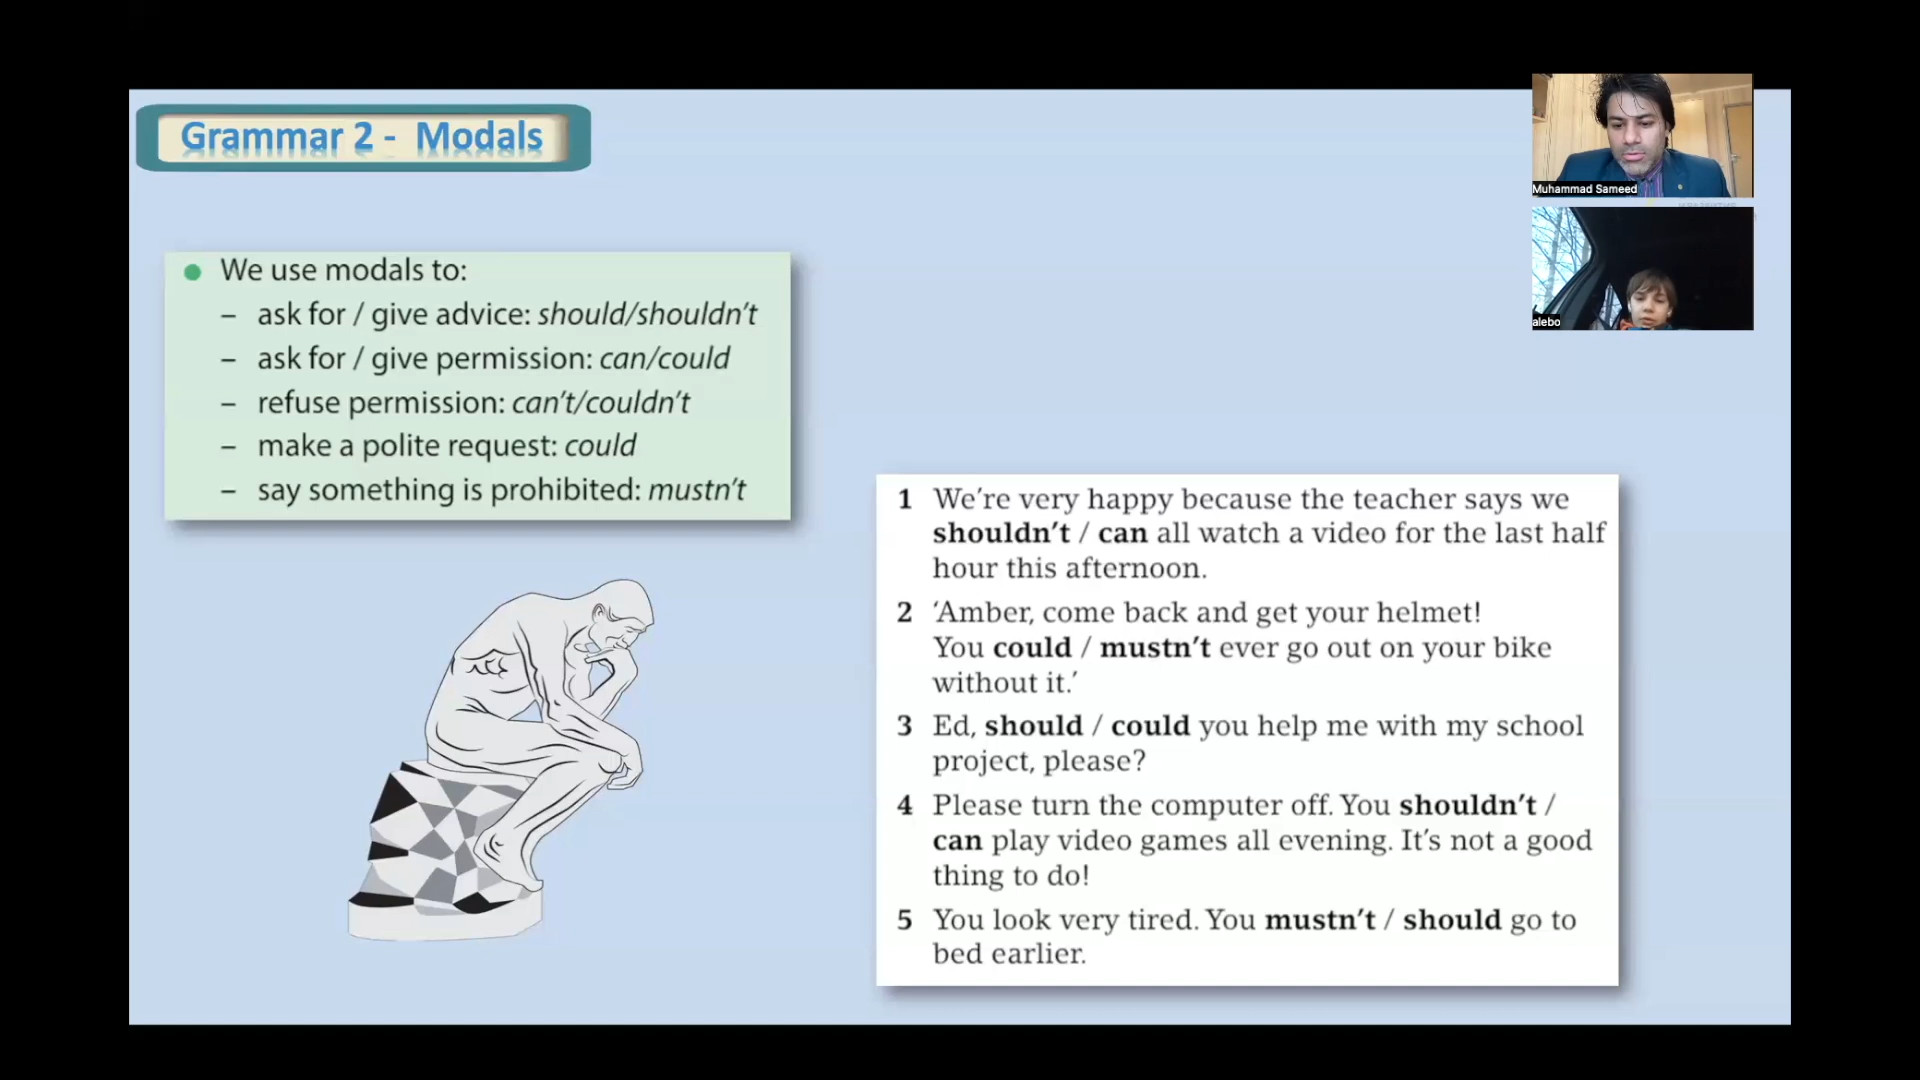 Grammar 2 - Modals
● We use modals to:
– ask for / give advice: should/shouldn't
– ask for / give permission: can/could
– refuse permission: can't/couldn't
– make a polite request: could
– say something is prohibited: mustn't
1 We're very happy because the teacher says we
shouldn't / can all watch a video for the last half
hour this afternoon.
2 'Amber, come back and get your helmet!
You could / mustn't ever go out on your bike
without it.'
3 Ed, should / could you help me with my school
project, please?
4 Please turn the computer off. You shouldn't /
can play video games all evening. It's not a good
thing to do!
5 You look very tired. You mustn't / should go to
bed earlier.
Muhammad Sameed
alebo